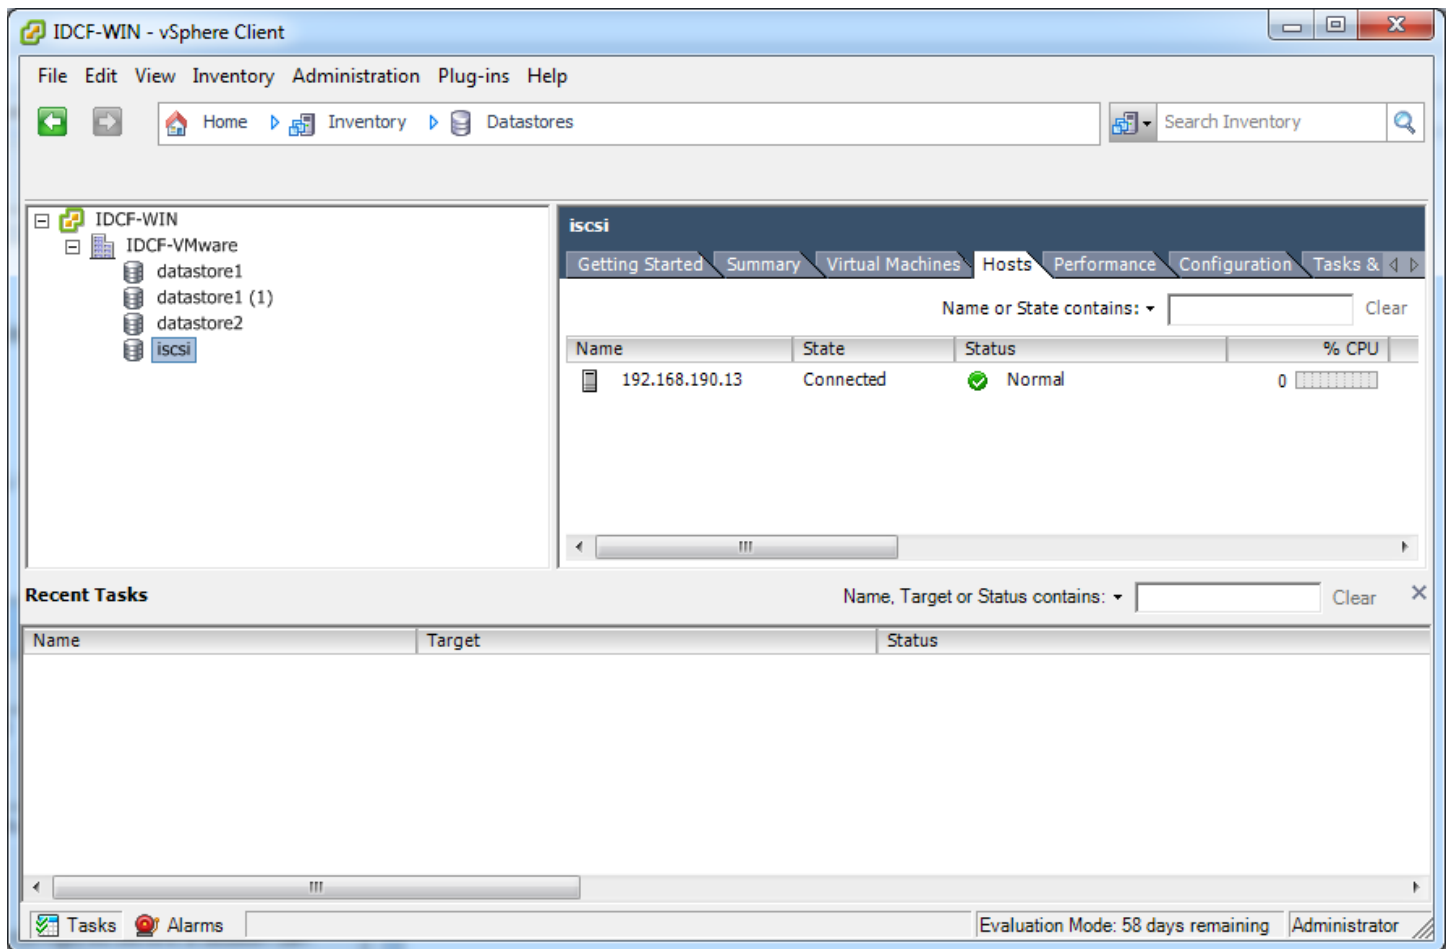 IDCF-WIN - vSphere Client
File Edit View Inventory Administration Plug-ins Help
Home Inventory Datastores Search Inventory
IDCF-WIN
IDCF-VMware
datastore1
datastore1 (1)
datastore2
iscsi
iscsi
Getting Started Summary Virtual Machines Hosts Performance Configuration Tasks &
Name or State contains: Clear
Name State Status % CPU
192.168.190.13 Connected Normal 0
Recent Tasks Name, Target or Status contains: Clear
Name Target Status
Tasks Alarms Evaluation Mode: 58 days remaining Administrator